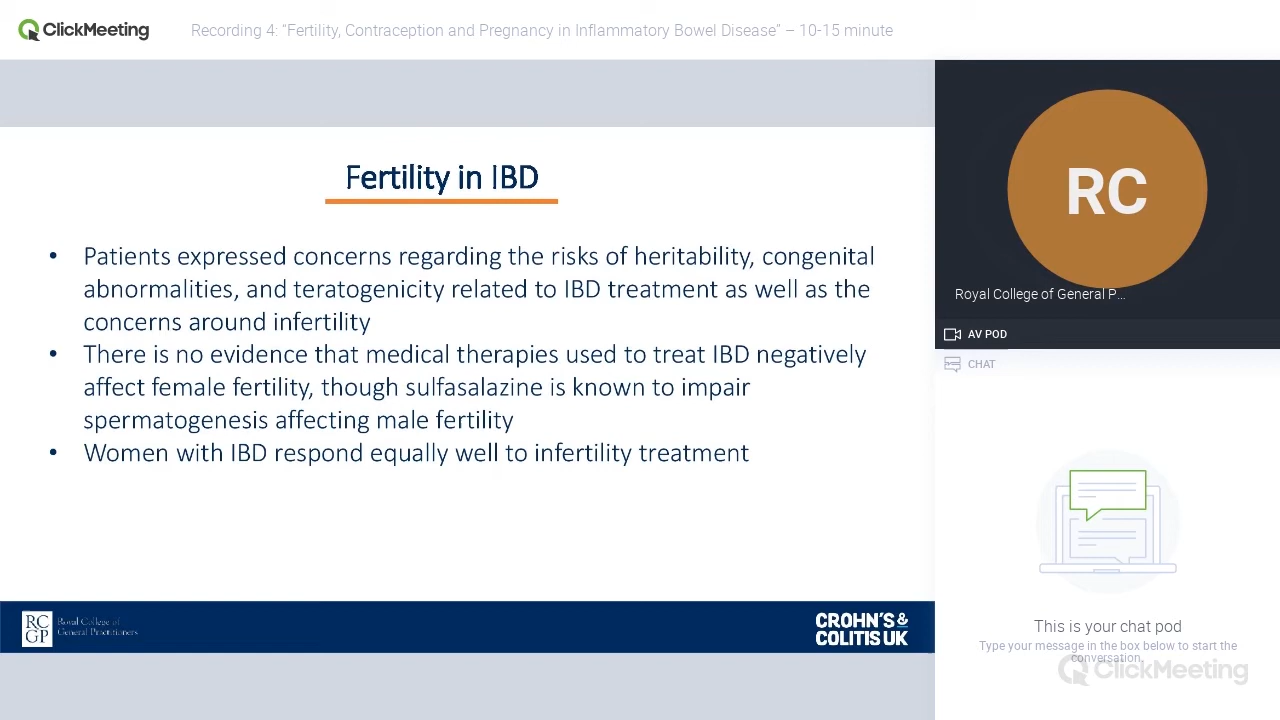 ClickMeeting
Recording 4: "Fertility, Contraception and Pregnancy in Inflammatory Bowel Disease" – 10-15 minute
Fertility in IBD
• Patients expressed concerns regarding the risks of heritability, congenital
abnormalities, and teratogenicity related to IBD treatment as well as the
concerns around infertility
• There is no evidence that medical therapies used to treat IBD negatively
affect female fertility, though sulfasalazine is known to impair
spermatogenesis affecting male fertility
• Women with IBD respond equally well to infertility treatment
RC
GP
Royal College of
General Practitioners
CROHN'S &
COLITIS UK
RC
Royal College of General P...
AV POD
CHAT
This is your chat pod
Type your message in the box below to start the
conversation.
ClickMeeting